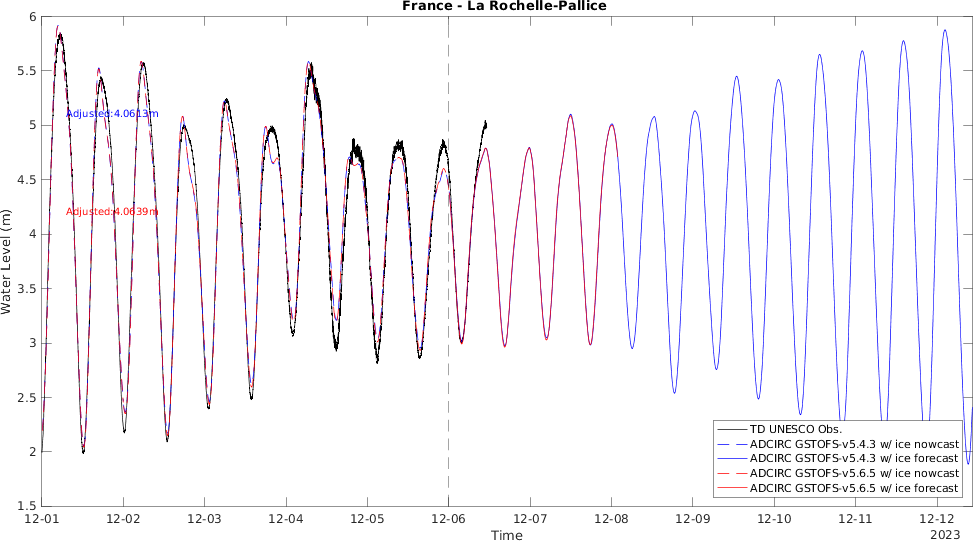 France - La Rochelle-Pallice
6
5.5
5
4.5
4
3.5
3
2.5
2
1.5
Water Level (m)
Adjusted:4.0613m
Adjusted:4.0639m
TD UNESCO Obs.
ADCIRC GSTOFS-v5.4.3 w/ ice nowcast
ADCIRC GSTOFS-v5.4.3 w/ ice forecast
ADCIRC GSTOFS-v5.6.5 w/ ice nowcast
ADCIRC GSTOFS-v5.6.5 w/ ice forecast
12-01 12-02 12-03 12-04 12-05 12-06 12-07 12-08 12-09 12-10 12-11 12-12
2023
Time